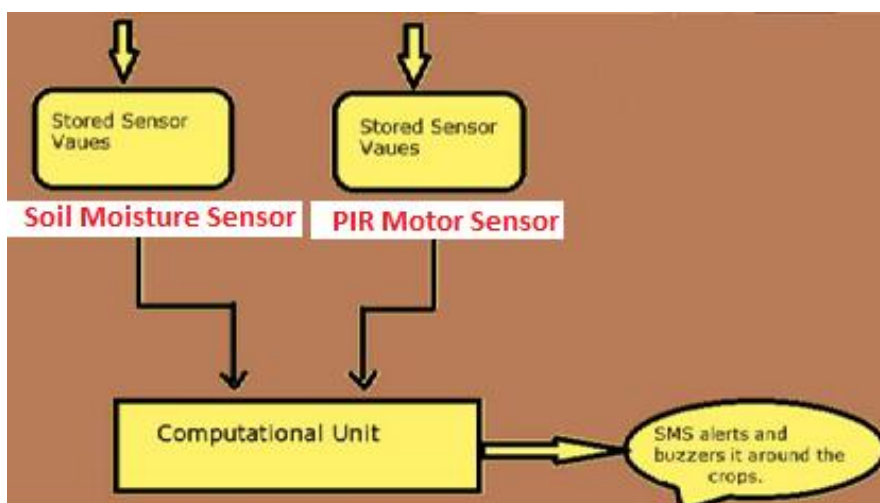 Stored Sensor
Vaues
Stored Sensor
Vaues
Soil Moisture Sensor
PIR Motor Sensor
Computational Unit
SMS alerts and
buzzers it around the
crops.